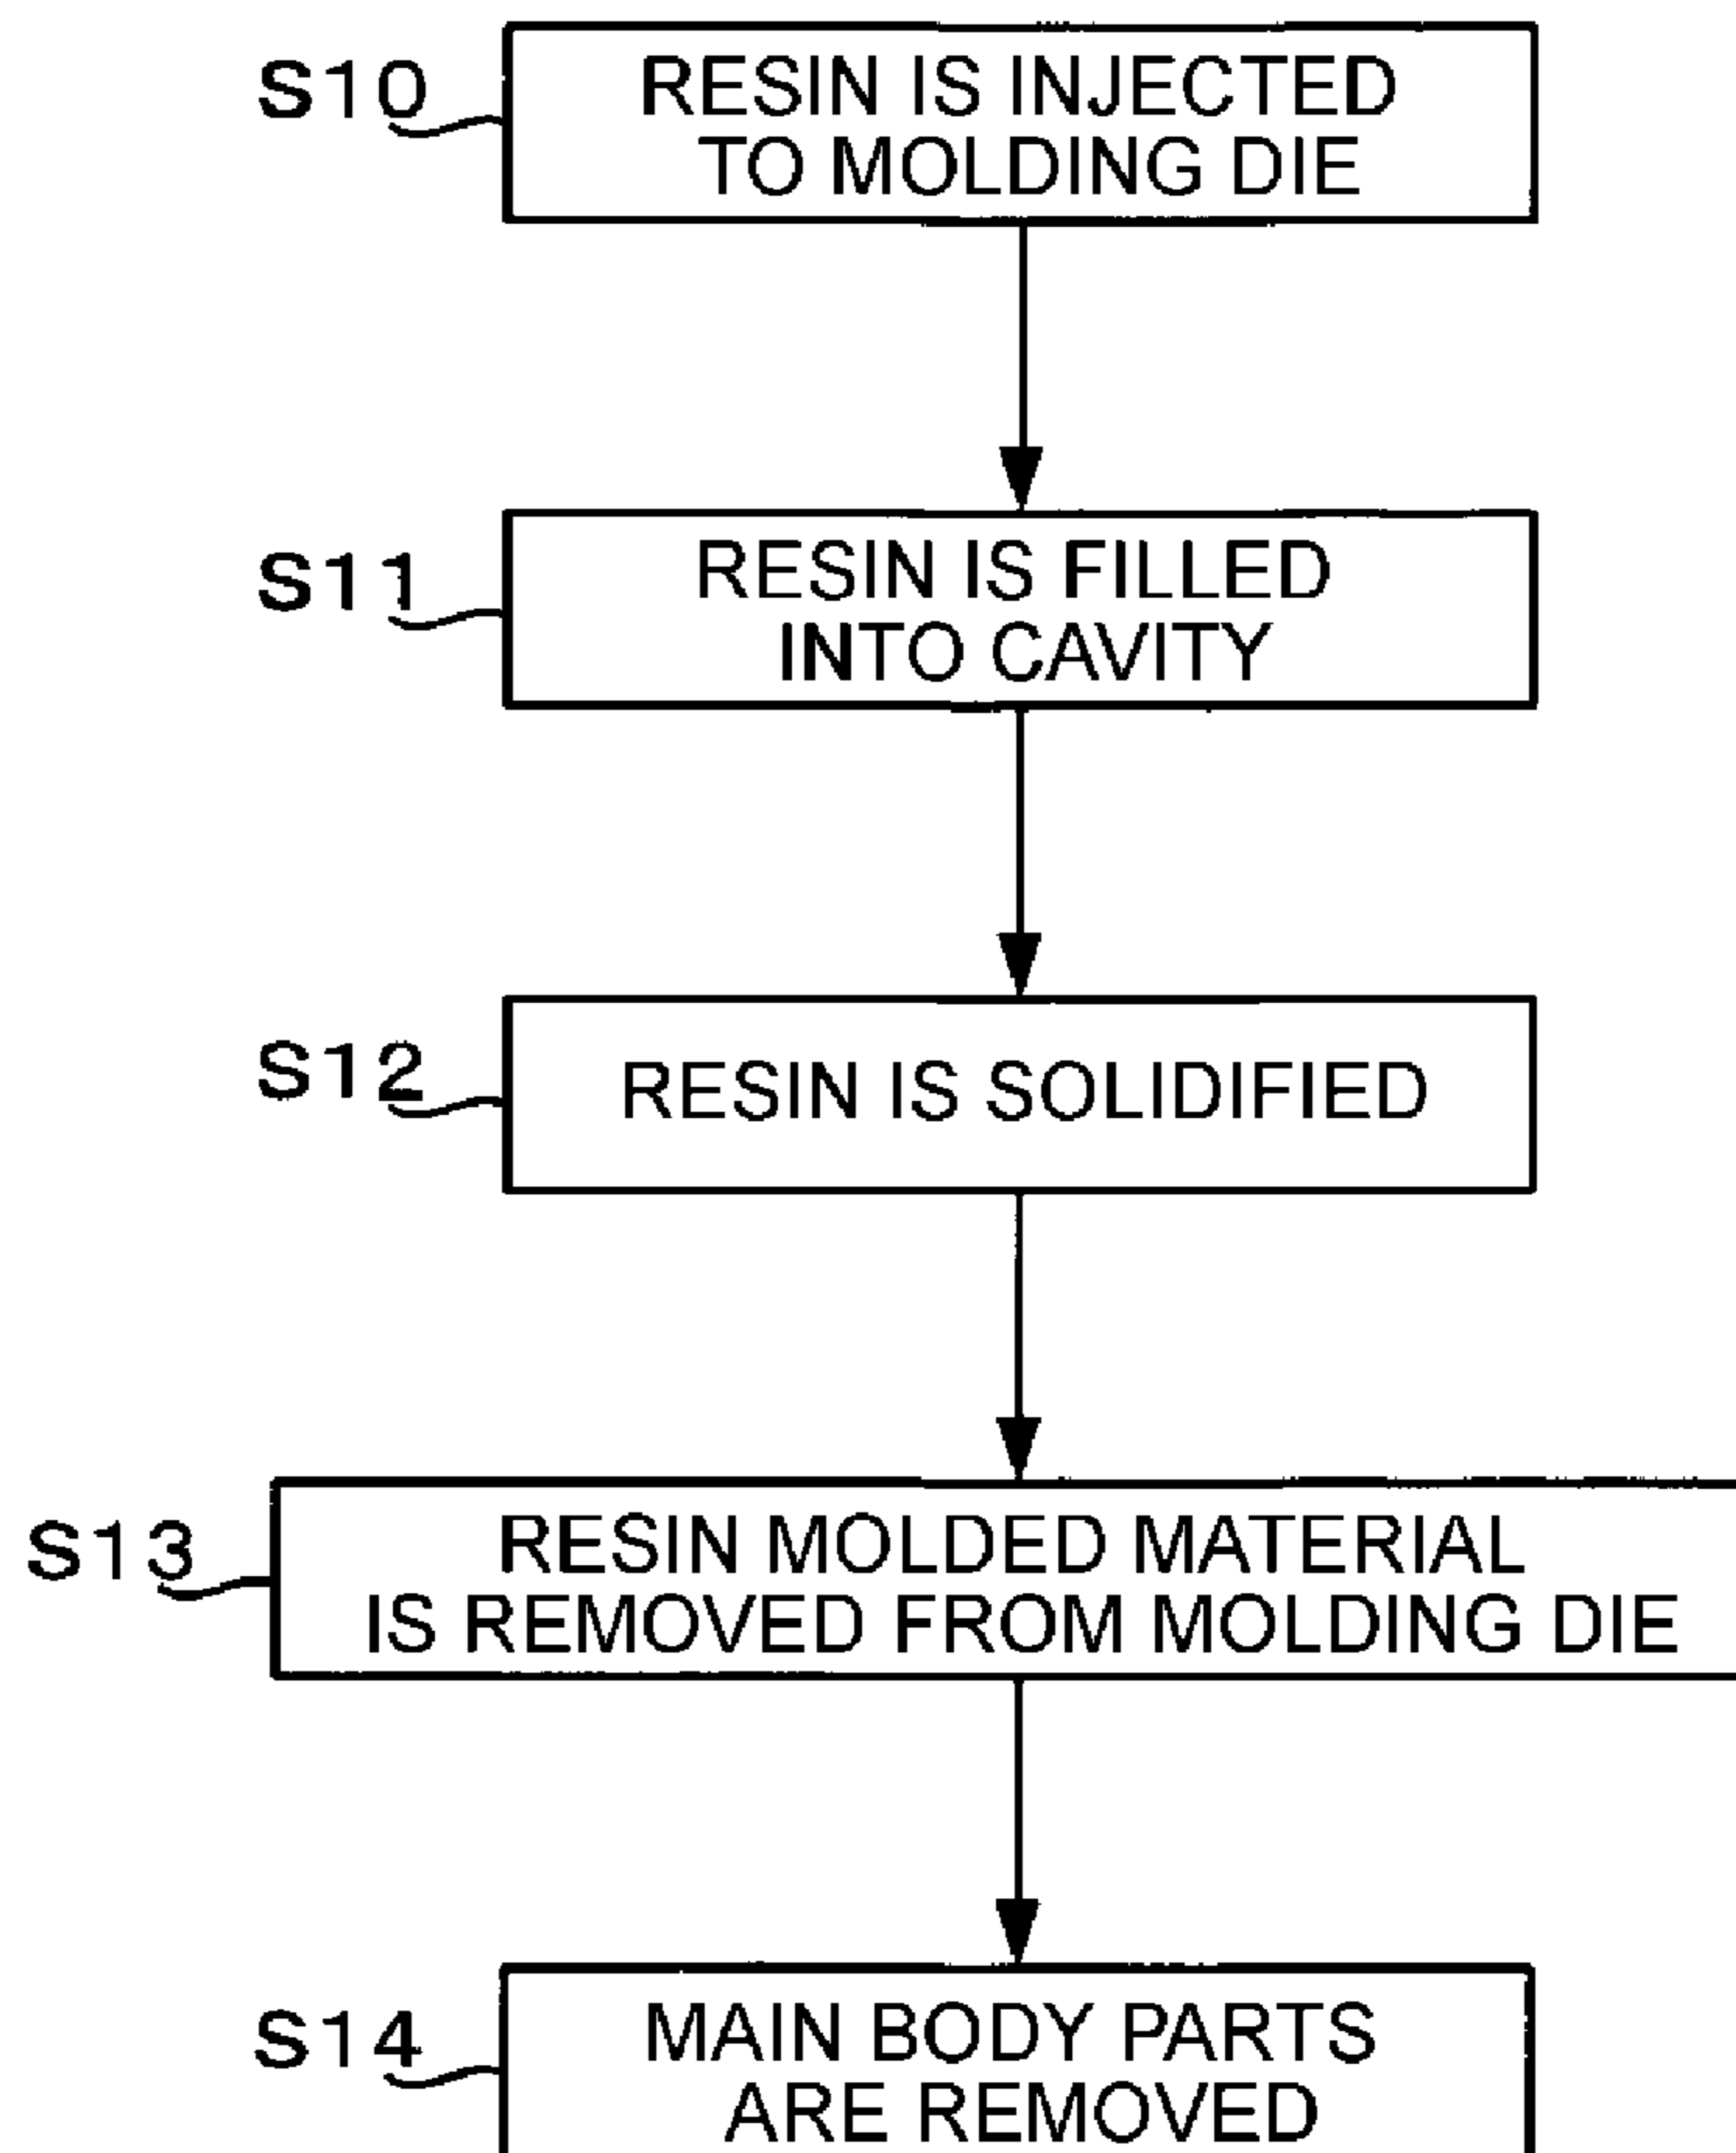 S10
RESIN IS INJECTED
TO MOLDING DIE
S11
RESIN IS FILLED
INTO CAVITY
S12
RESIN IS SOLIDIFIED
S13
RESIN MOLDED MATERIAL
IS REMOVED FROM MOLDING DIE
S14
MAIN BODY PARTS
ARE REMOVED